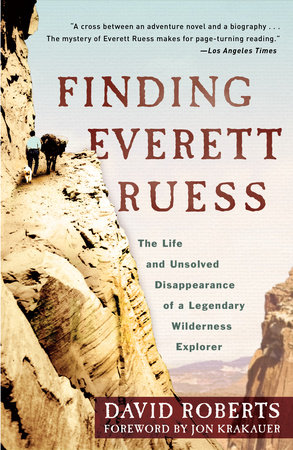 "A cross between an adventure novel and a biography . . .
The mystery of Everett Ruess makes for page-turning reading."
—Los Angeles Times
FINDING
EVERETT
RUESS
The Life
and Unsolved
Disappearance
of a Legendary
Wilderness
Explorer
DAVID ROBERTS
FOREWORD BY JON KRAKAUER